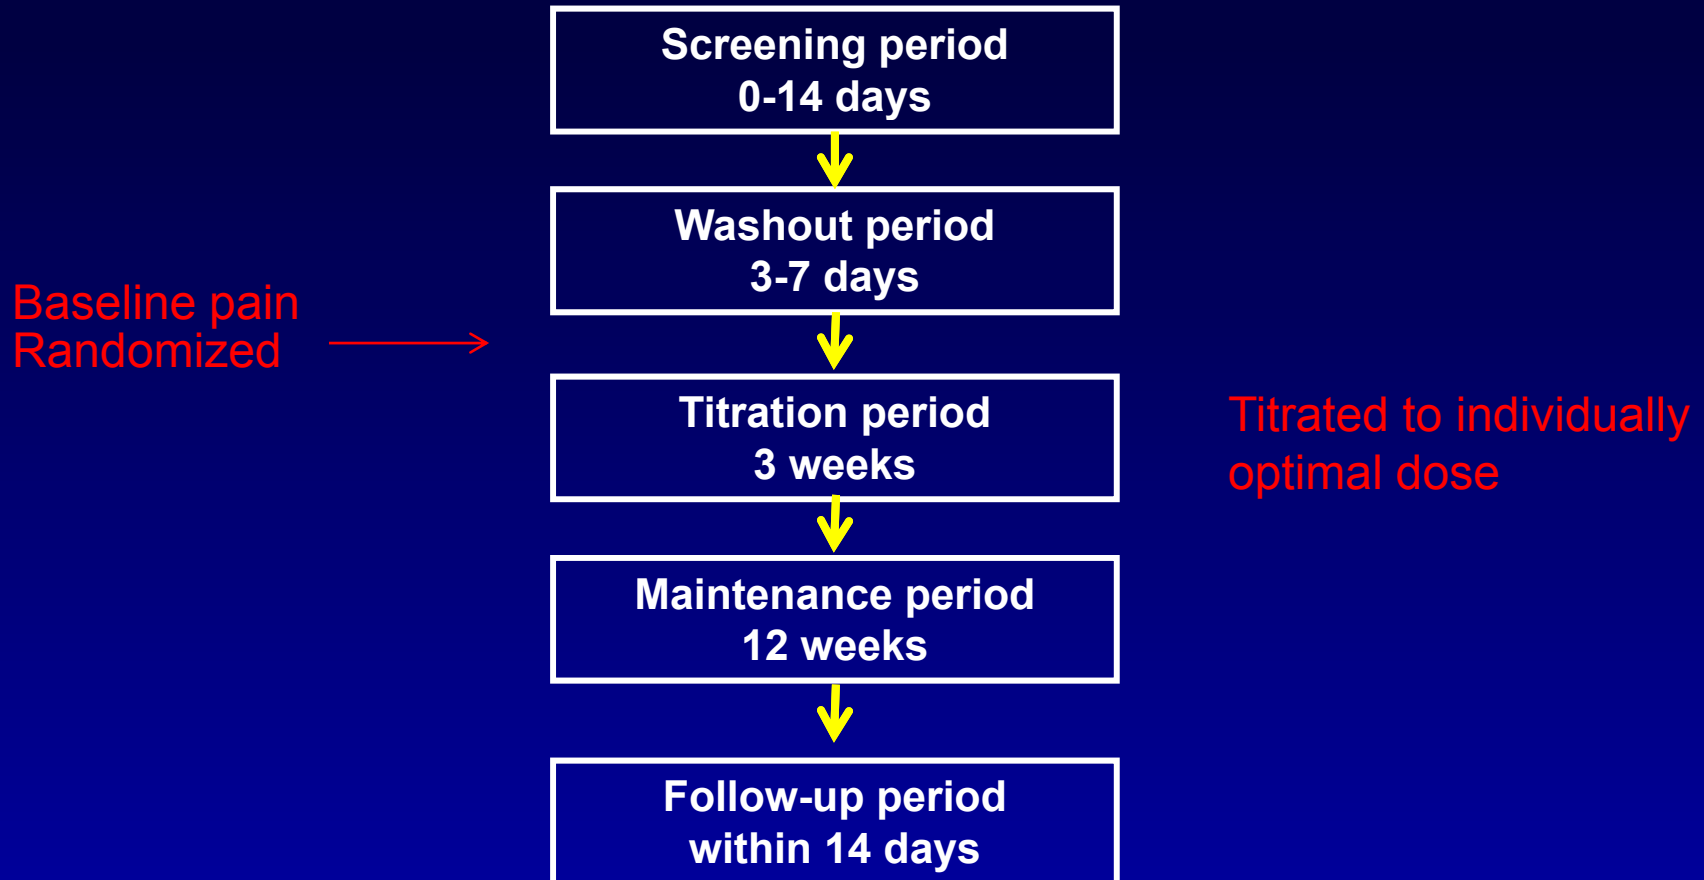 Screening period
0-14 days
Washout period
3-7 days
Baseline pain
Randomized
Titration period
3 weeks
Titrated to individually
optimal dose
Maintenance period
12 weeks
Follow-up period
within 14 days